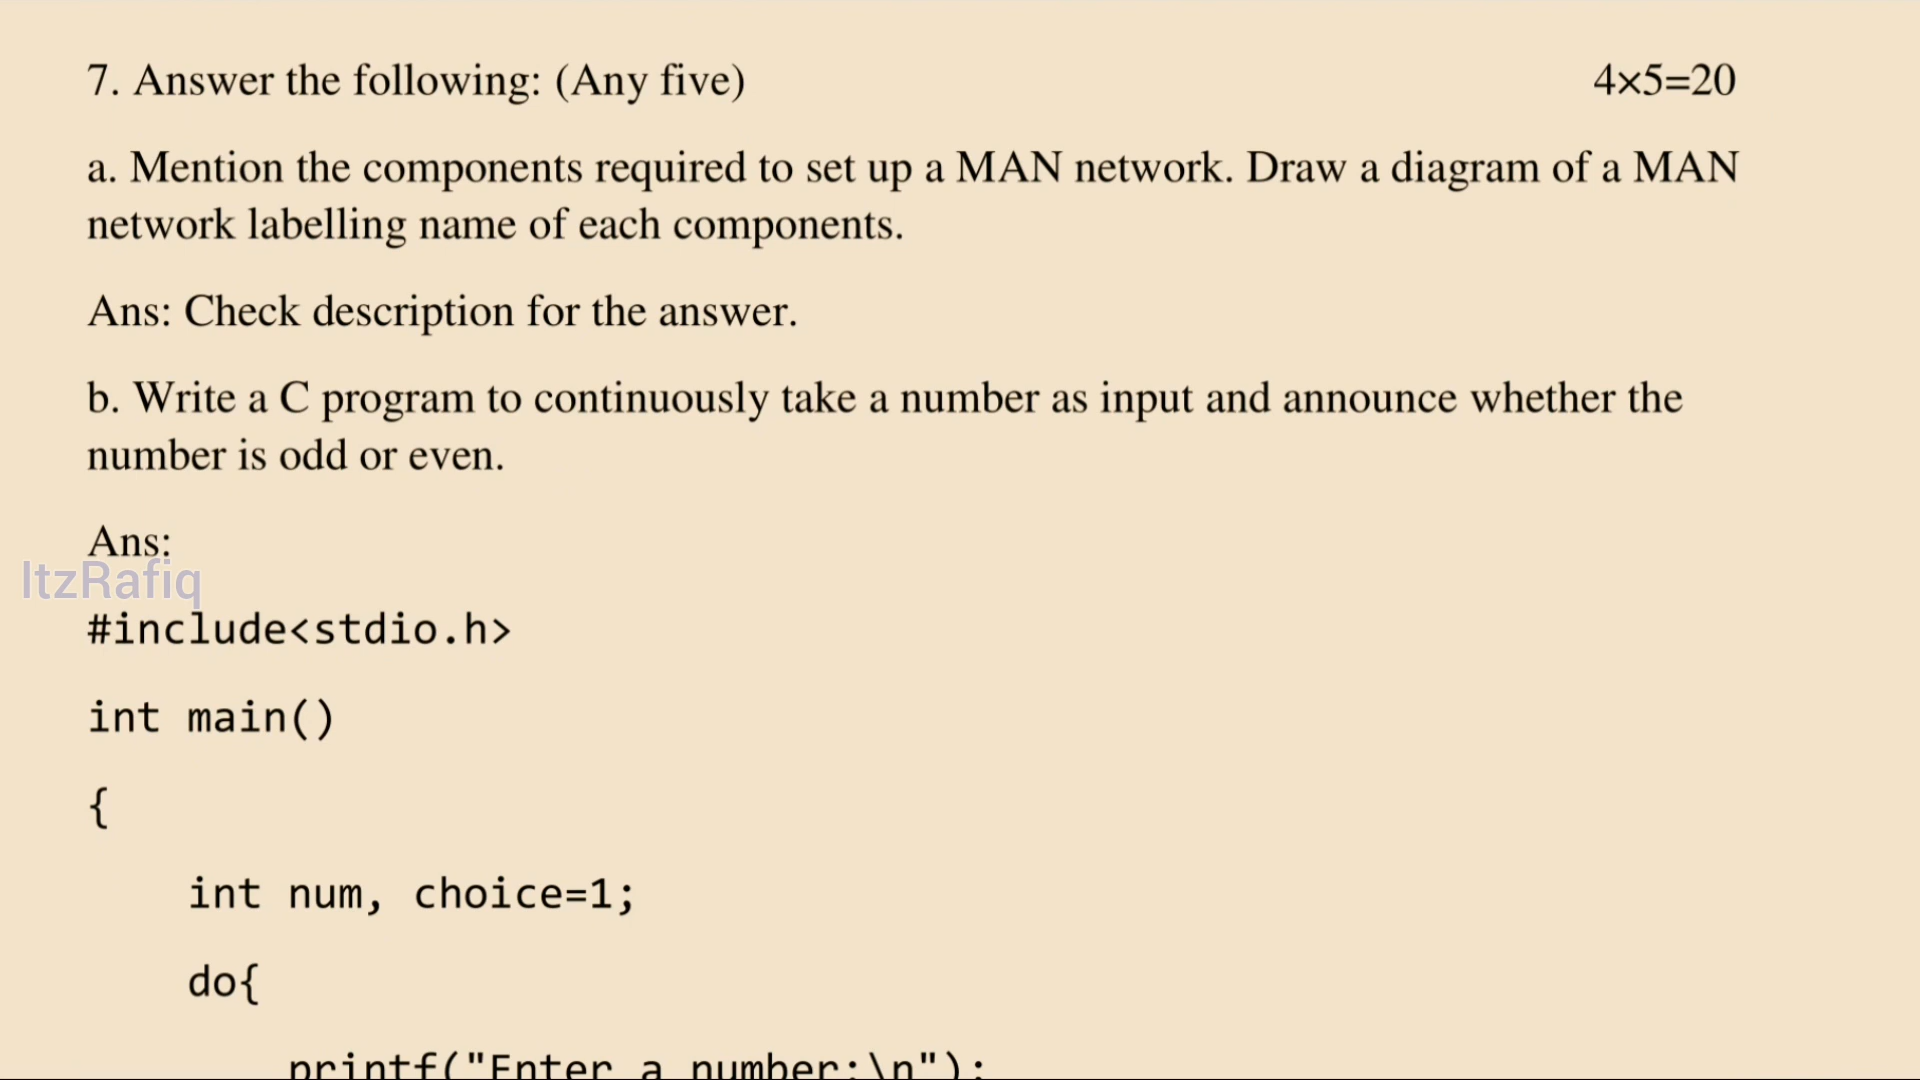 7. Answer the following: (Any five) 4×5=20
a. Mention the components required to set up a MAN network. Draw a diagram of a MAN
network labelling name of each components.
Ans: Check description for the answer.
b. Write a C program to continuously take a number as input and announce whether the
number is odd or even.
Ans:
ItzRafiq
#include<stdio.h>
int main()
{
int num, choice=1;
do{
printf("Enter a number:\n");